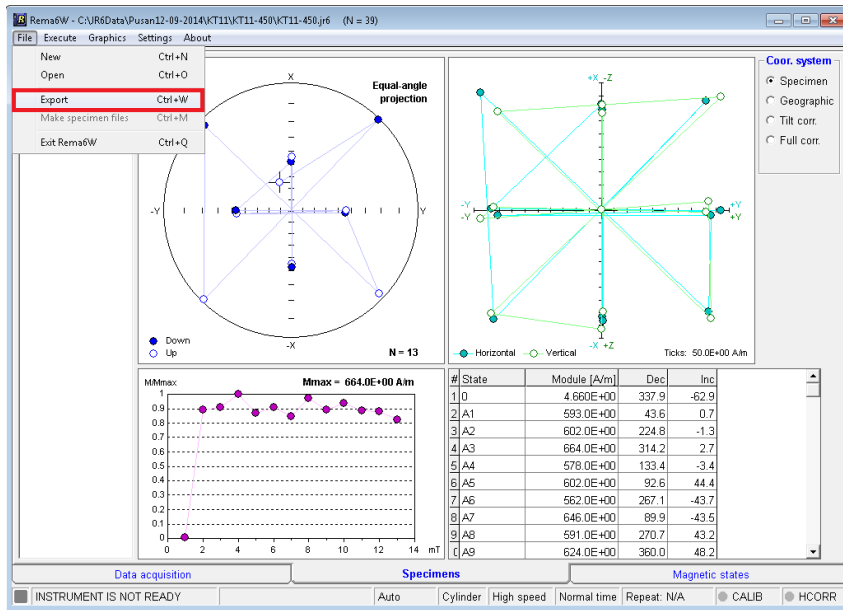 Rema6W - C:\JR6Data\Pusan12-09-2014\KT11\KT11-450\KT11-450.jr6 (N = 39)
File Execute Graphics Settings About
New Ctrl+N
Open Ctrl+O
Export Ctrl+W
Make specimen files Ctrl+M
Exit Rema6W Ctrl+Q
Equal-angle
projection
X
-Y
Y
-X
Down
Up
N = 13
+X -Z
-Y
-Y
+Y
+Y
-X +Z
Horizontal Vertical Ticks: 50.0E+00 A/m
Coor. system
Specimen
Geographic
Tilt corr.
Full corr.
M/Mmax Mmax = 664.0E+00 A/m
1
0.9
0.8
0.7
0.6
0.5
0.4
0.3
0.2
0.1
0
0 2 4 6 8 10 12 14 mT
# State Module [A/m] Dec Inc
1 0 4.660E+00 337.9 -62.9
2 A1 593.0E+00 43.6 0.7
3 A2 602.0E+00 224.8 -1.3
4 A3 664.0E+00 314.2 2.7
5 A4 578.0E+00 133.4 -3.4
6 A5 602.0E+00 92.6 44.4
7 A6 562.0E+00 267.1 -43.7
8 A7 646.0E+00 89.9 -43.5
9 A8 591.0E+00 270.7 43.2
A9 624.0E+00 360.0 48.2
Data acquisition Specimens Magnetic states
INSTRUMENT IS NOT READY Auto Cylinder High speed Normal time Repeat: N/A CALIB HCORR